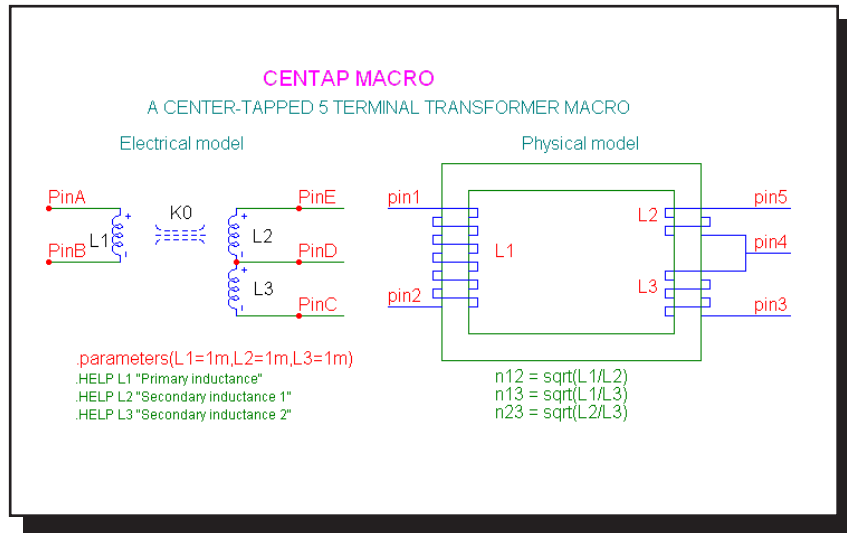 CENTAP MACRO
A CENTER-TAPPED 5 TERMINAL TRANSFORMER MACRO
Electrical model
Physical model
PinA
K0
PinE
pin1
L2
pin5
+
+
L1
L2
L1
pin4
PinB
-
-
PinD
+
L3
L3
pin2
-
PinC
pin3
.parameters(L1=1m,L2=1m,L3=1m)
.HELP L1 "Primary inductance"
.HELP L2 "Secondary inductance 1"
.HELP L3 "Secondary inductance 2"
n12 = sqrt(L1/L2)
n13 = sqrt(L1/L3)
n23 = sqrt(L2/L3)